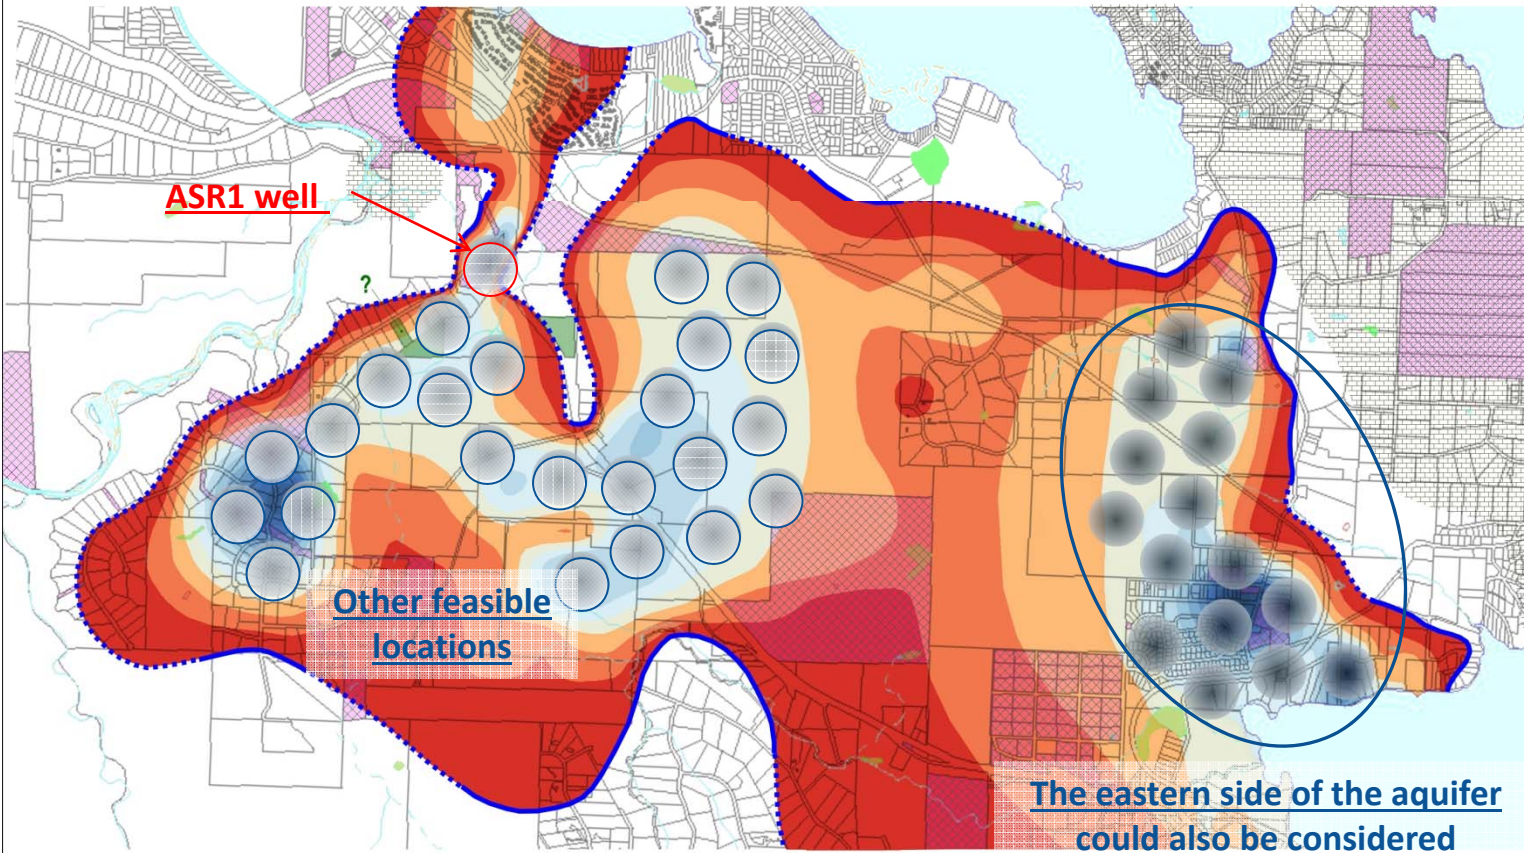 ASR1 well
?
Other feasible
locations
The eastern side of the aquifer
could also be considered